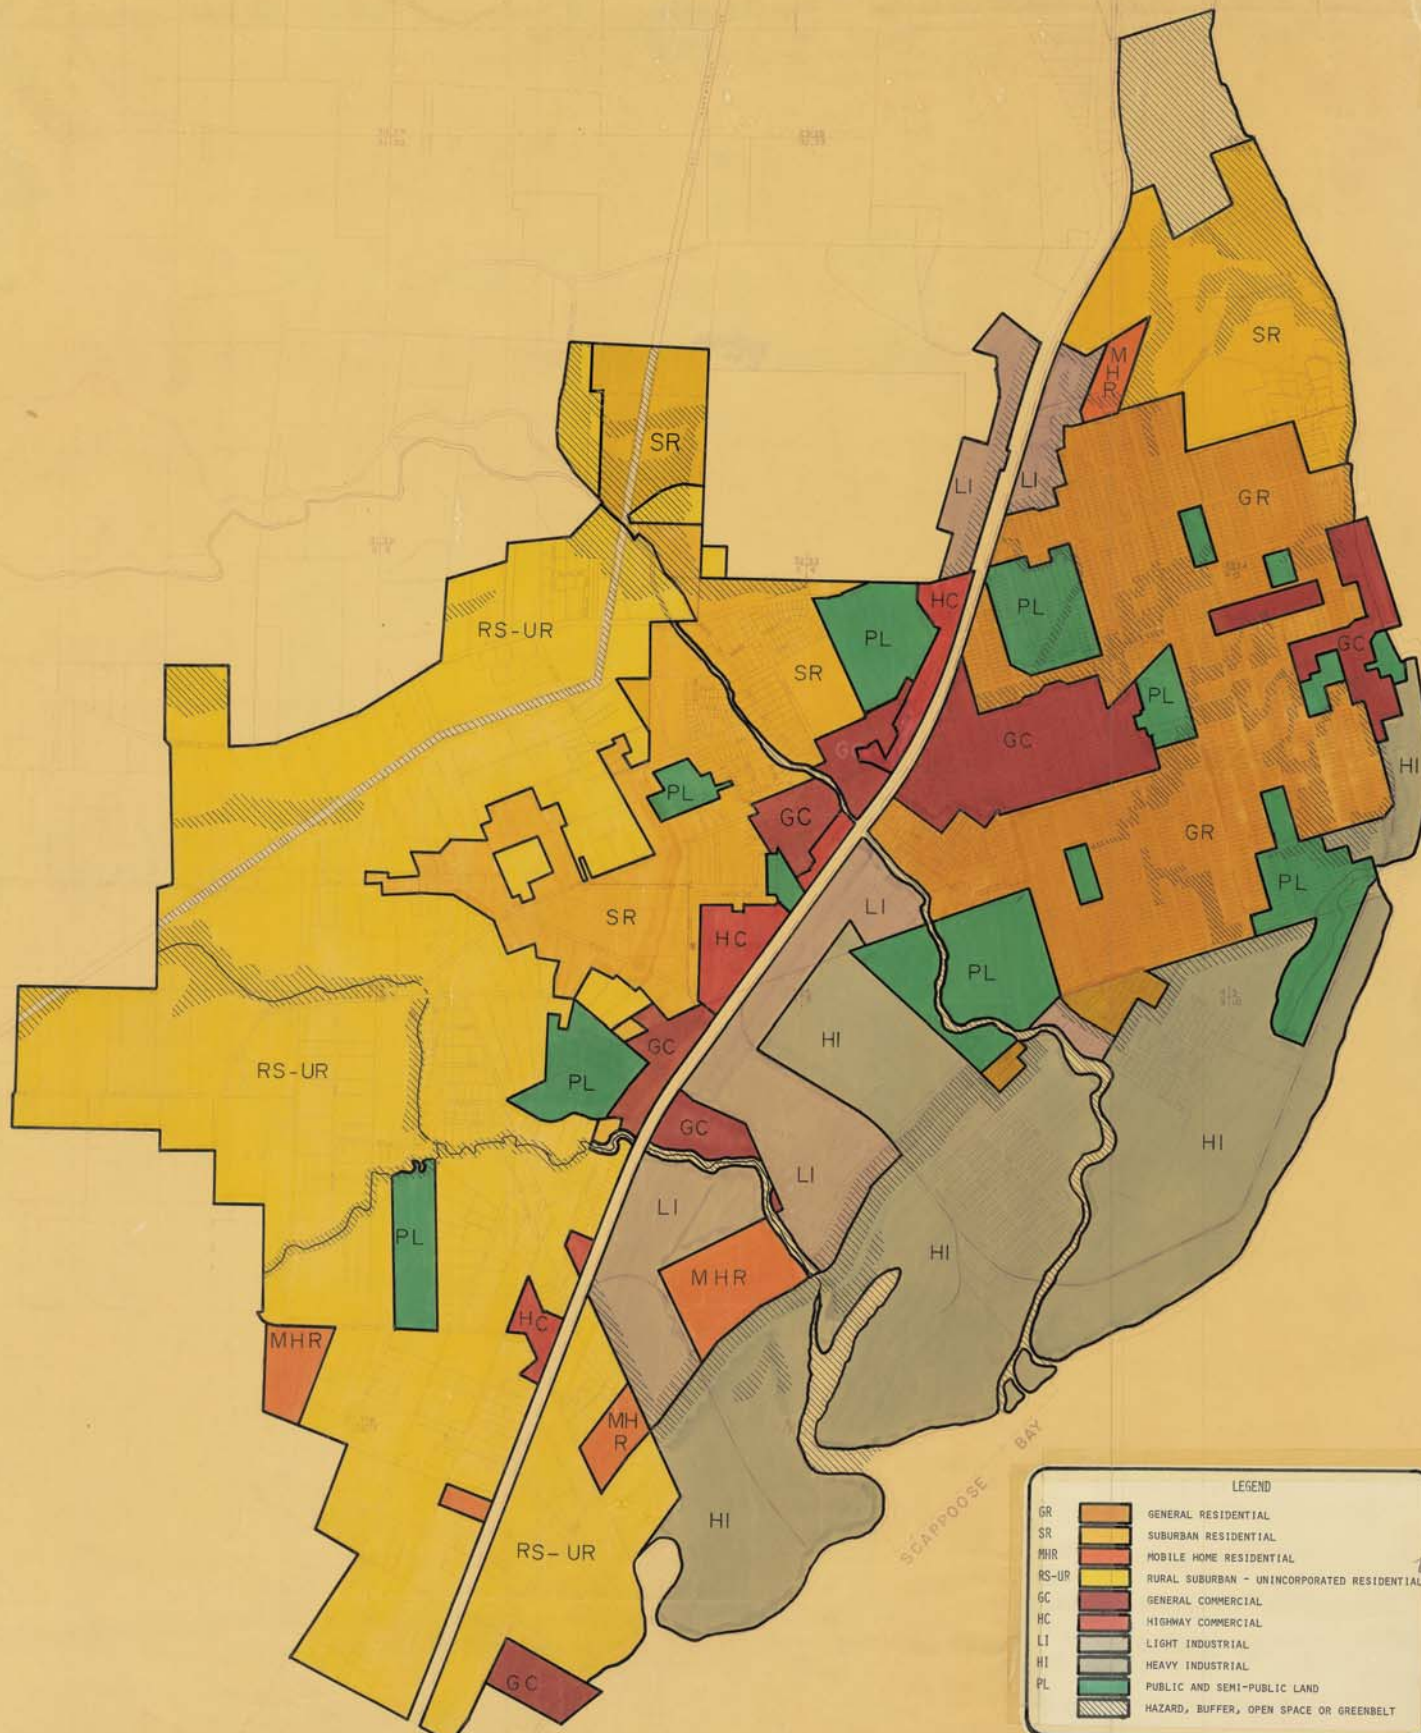 SR
M
H
R
SR
LI
LI
GR
RS-UR
HC
PL
PL
SR
GC
PL
GC
GC
PL
GC
HI
GR
PL
SR
LI
HC
PL
HI
GC
RS-UR
PL
GC
HI
LI
LI
PL
HI
MHR
HC
MHR
MH
R
HI
RS-UR
GC
SCAPPOOSE BAY
LEGEND
GR GENERAL RESIDENTIAL
SR SUBURBAN RESIDENTIAL
MHR MOBILE HOME RESIDENTIAL
RS-UR RURAL SUBURBAN - UNINCORPORATED RESIDENTIAL
GC GENERAL COMMERCIAL
HC HIGHWAY COMMERCIAL
LI LIGHT INDUSTRIAL
HI HEAVY INDUSTRIAL
PL PUBLIC AND SEMI-PUBLIC LAND
HAZARD, BUFFER, OPEN SPACE OR GREENBELT